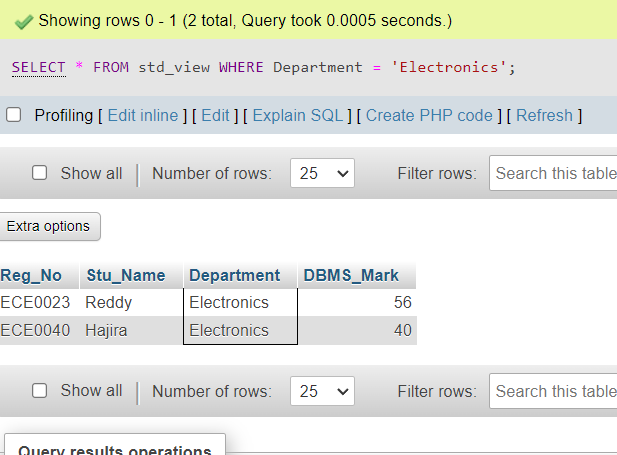 Showing rows 0 - 1 (2 total, Query took 0.0005 seconds.)
SELECT * FROM std_view WHERE Department = 'Electronics';
Profiling [ Edit inline ] [ Edit ] [ Explain SQL ] [ Create PHP code ] [ Refresh ]
Show all | Number of rows: 25 Filter rows: Search this table
Extra options
Reg_No Stu_Name Department DBMS_Mark
ECE0023 Reddy Electronics 56
ECE0040 Hajira Electronics 40
Show all | Number of rows: 25 Filter rows: Search this table
Query results operations